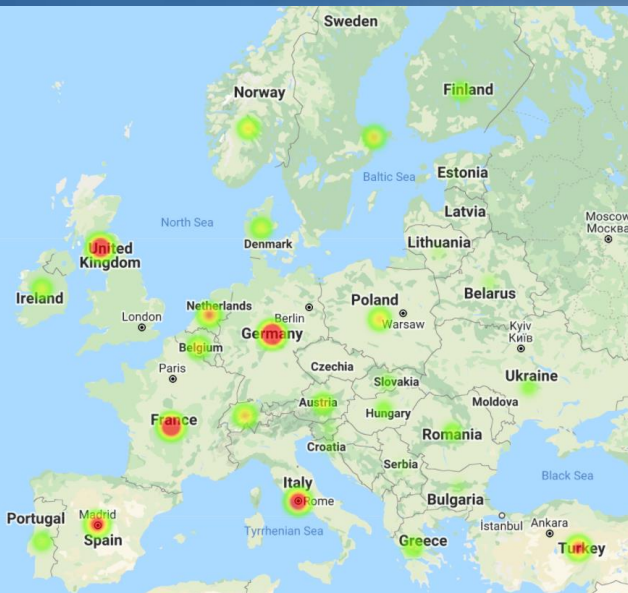 Sweden
Norway
Finland
Estonia
Baltic Sea
Latvia
Moscow
Москва
North Sea
Denmark
Lithuania
United
Kingdom
Ireland
Belarus
Netherlands
Poland
London
Berlin
Warsaw
Germany
Kyiv
Київ
Belgium
Paris
Czechia
Slovakia
Ukraine
Austria
Hungary
Moldova
France
Romania
Croatia
Serbia
Black Sea
Italy
Rome
Bulgaria
Portugal
Madrid
Spain
Tyrrhenian Sea
İstanbul
Ankara
Greece
Turkey